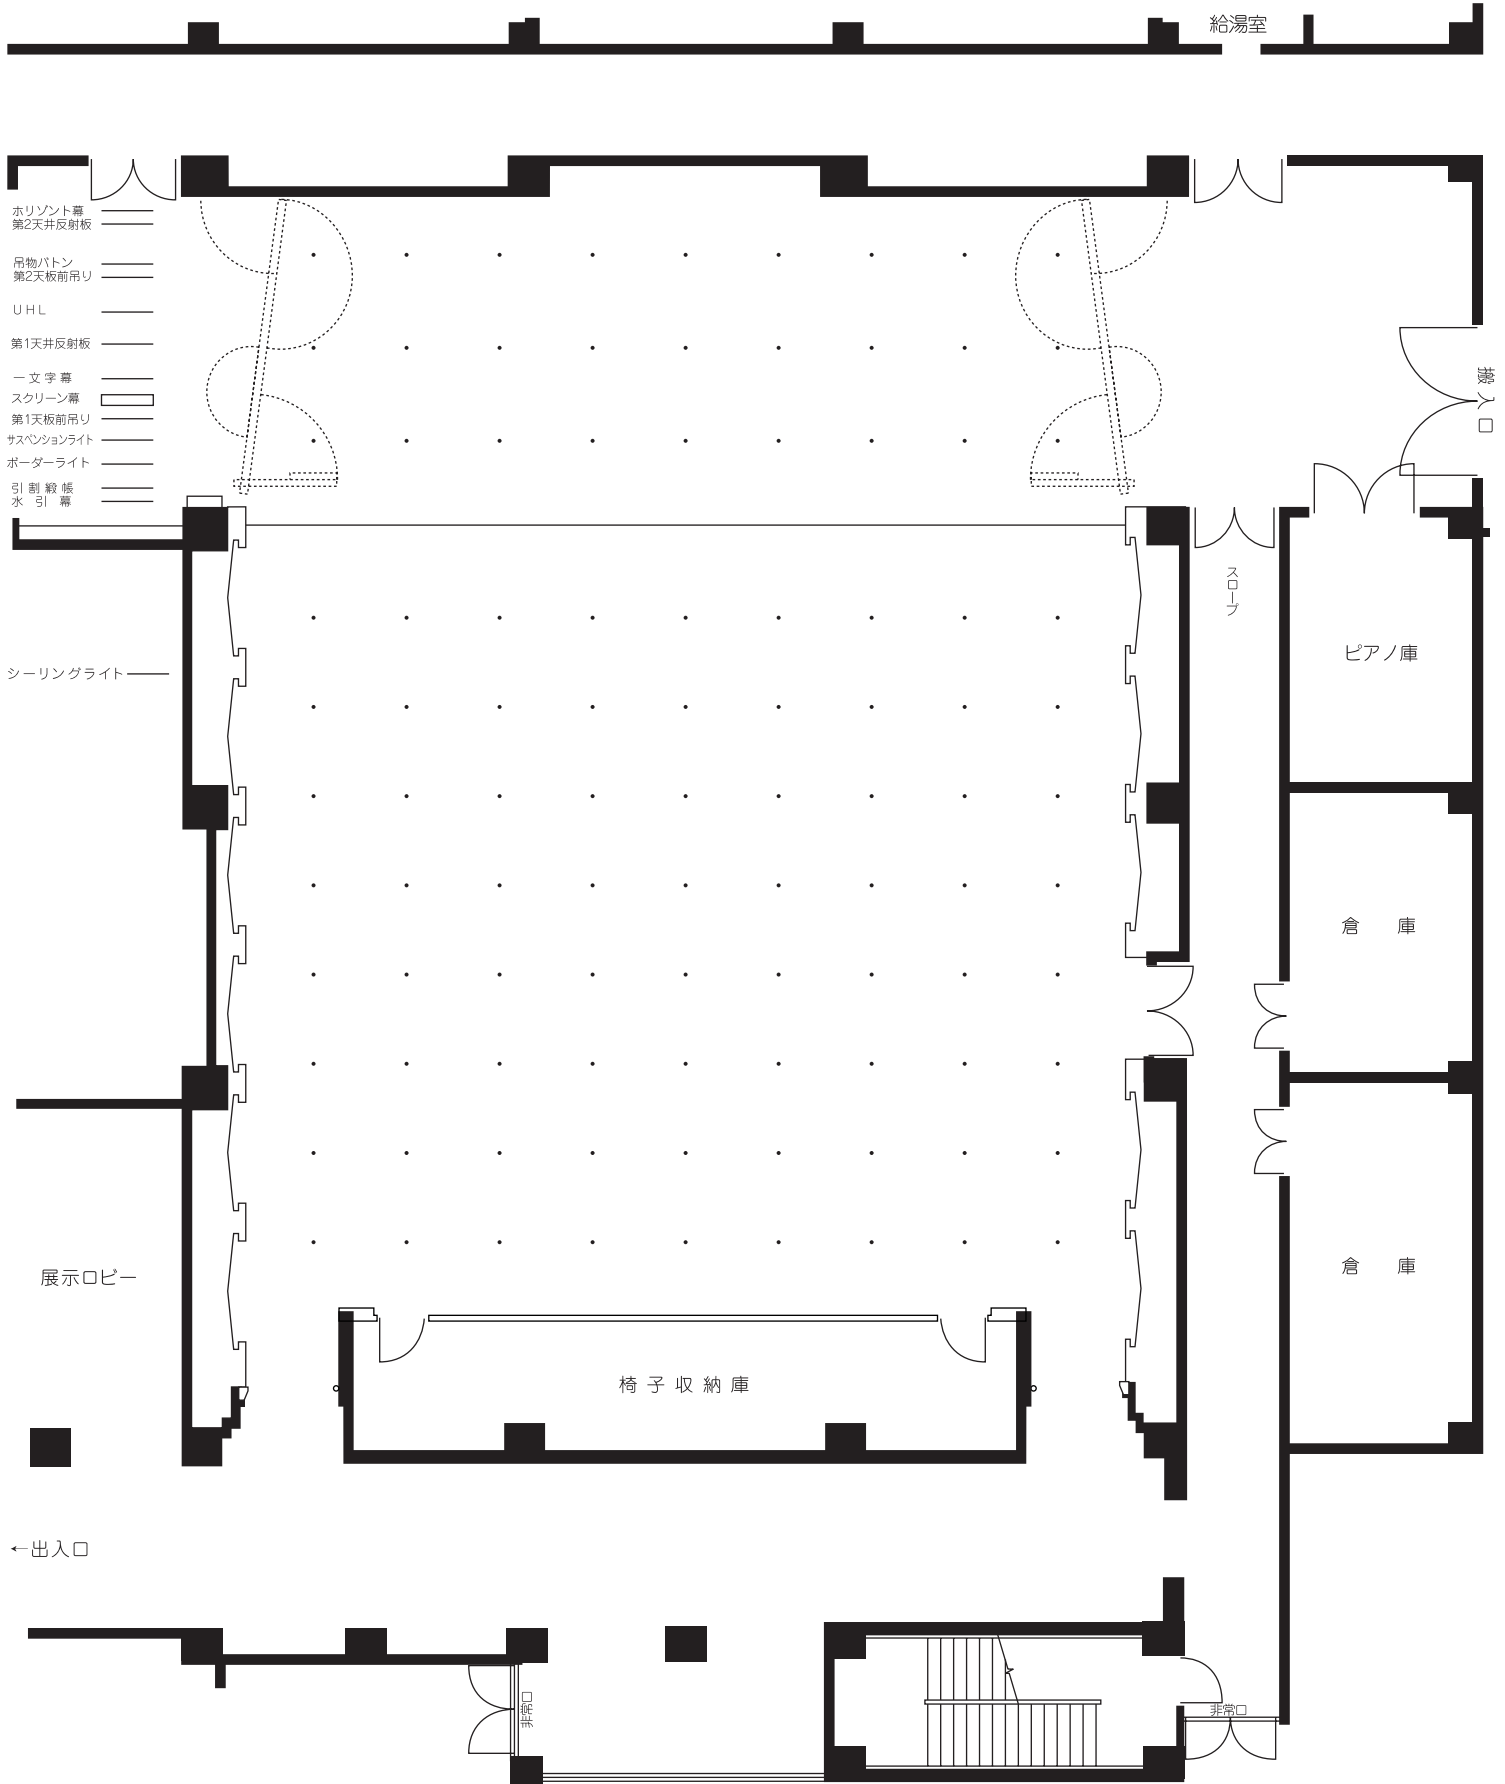 給湯室
ホリゾント幕
第2天井反射板
吊物バトン
第2天板前吊り
UHL
第1天井反射板
一文字幕
スクリーン幕
第1天板前吊り
サスペンションライト
ボーダーライト
引割緞帳
水引幕
搬入口
スロープ
ピアノ庫
シーリングライト
倉庫
倉庫
展示ロビー
椅子収納庫
←出入口
非常口
非常口